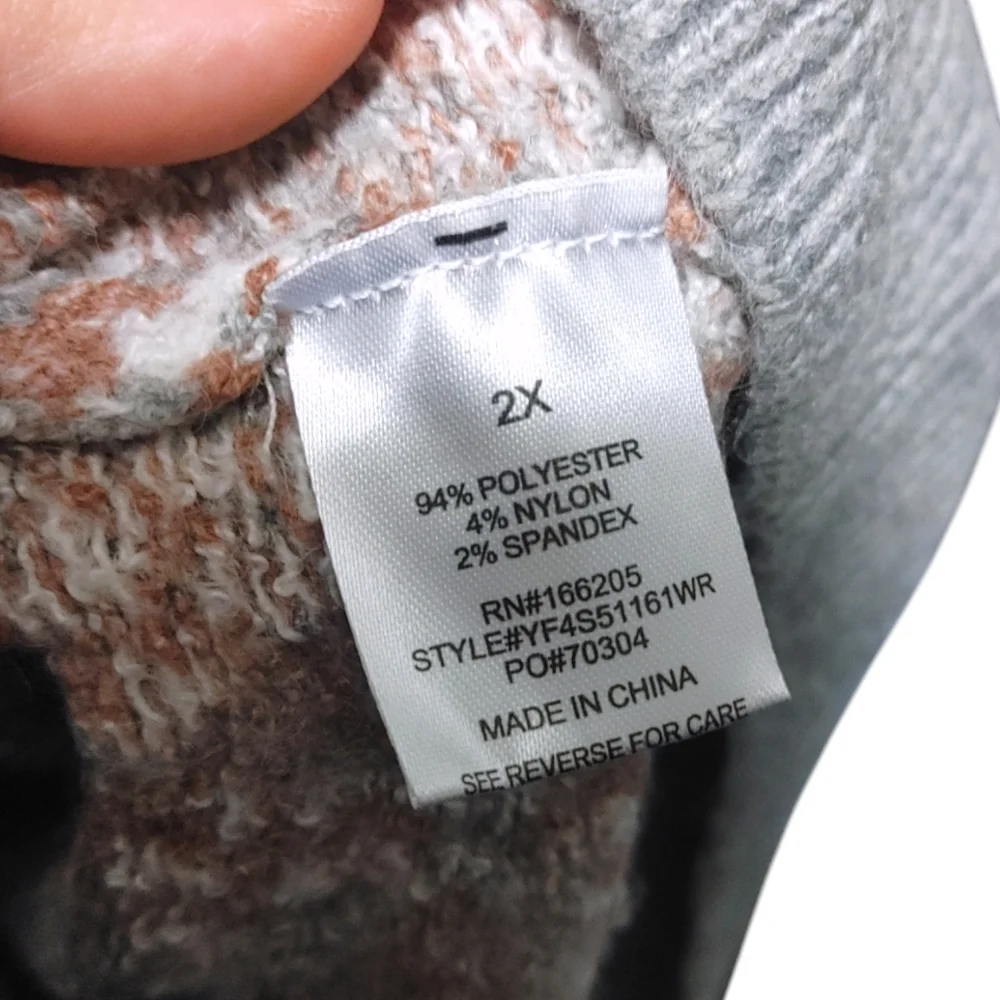 2X
94% POLYESTER
4% NYLON
2% SPANDEX
RN#166205
STYLE#YF4S51161WR
PO#70304
MADE IN CHINA
SEE REVERSE FOR CARE